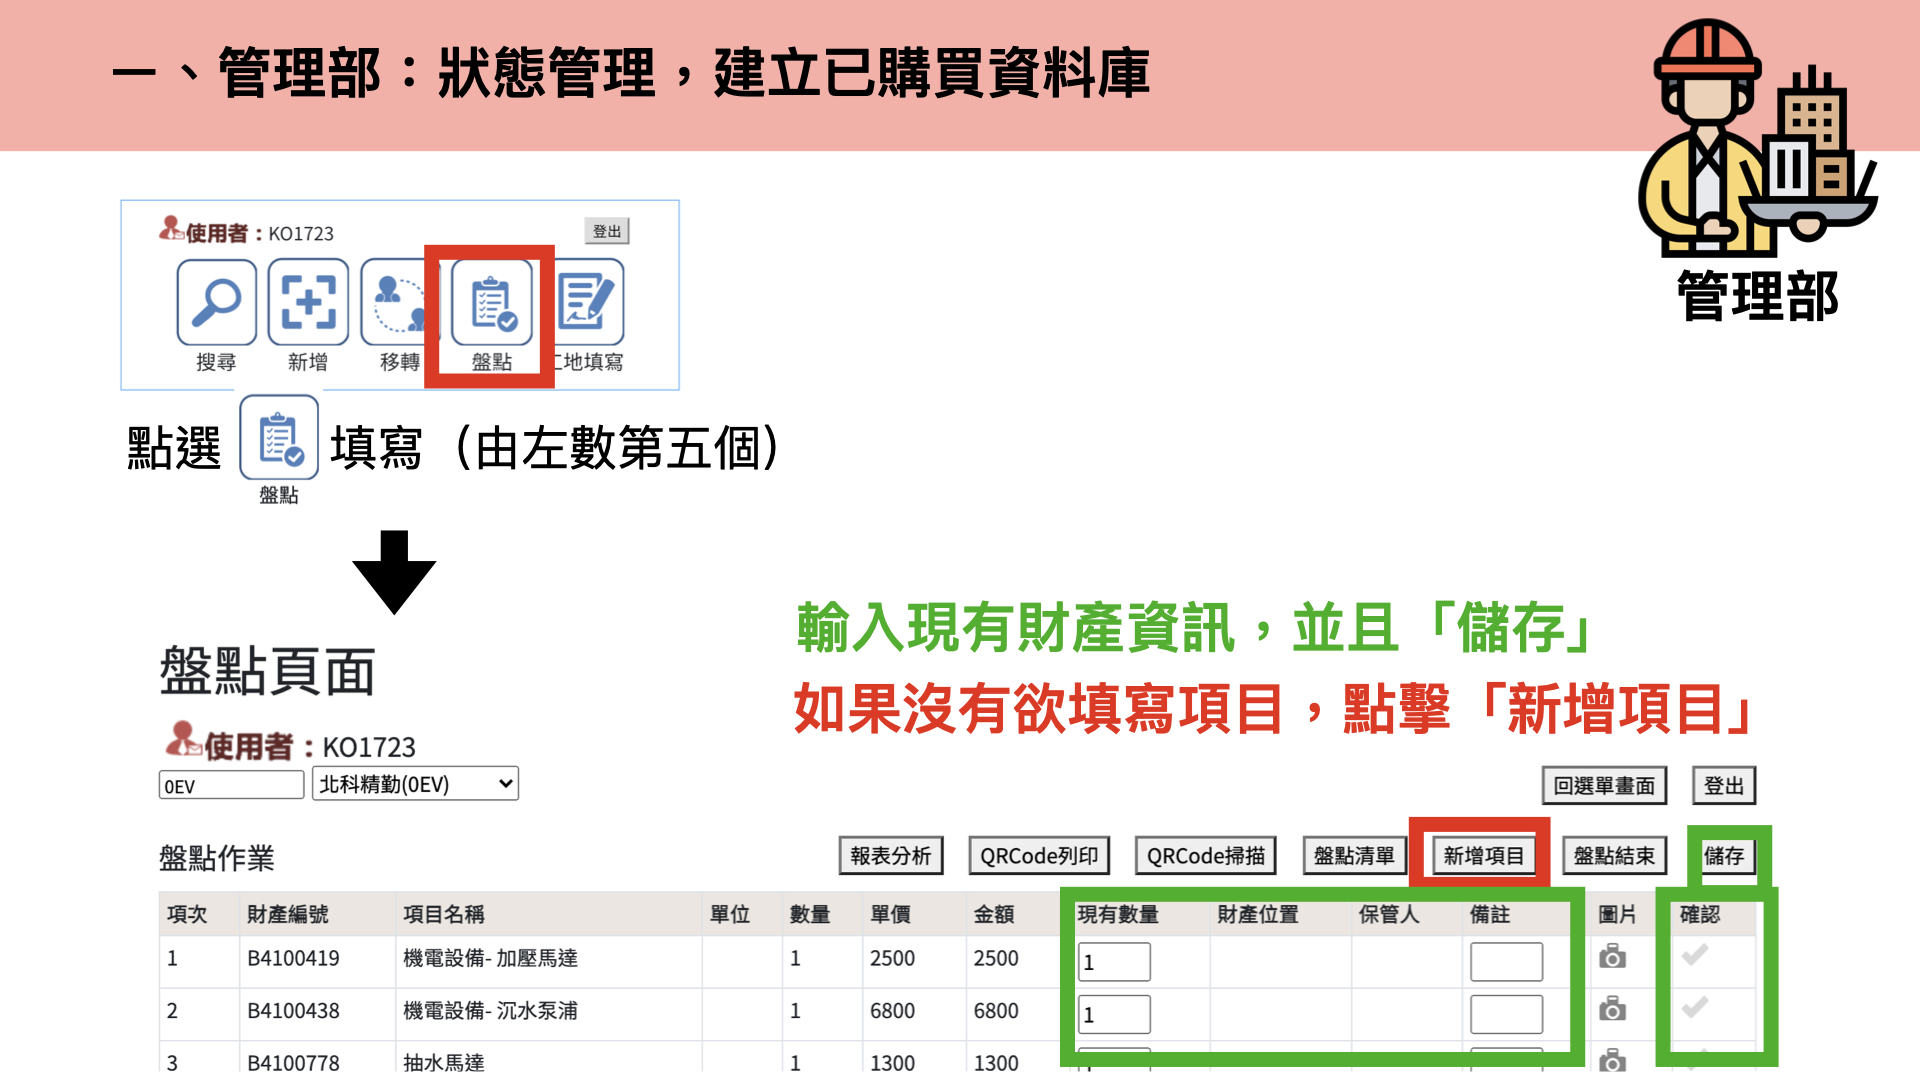 一、管理部：狀態管理，建立已購買資料庫
管理部
使用者：KO1723
登出
搜尋 新增 移轉 盤點 地填寫
點選 盤點 填寫（由左數第五個）
輸入現有財產資訊，並且「儲存」
如果沒有欲填寫項目，點擊「新增項目」
盤點頁面
使用者：KO1723
0EV 北科精勤(0EV) 回選單畫面 登出
盤點作業 報表分析 QRCode列印 QRCode掃描 盤點清單 新增項目 盤點結束 儲存
項次 財產編號 項目名稱 單位 數量 單價 金額 現有數量 財產位置 保管人 備註 圖片 確認
1 B4100419 機電設備- 加壓馬達 1 2500 2500 1
2 B4100438 機電設備- 沉水泵浦 1 6800 6800 1
3 B4100778 抽水馬達 1 1300 1300